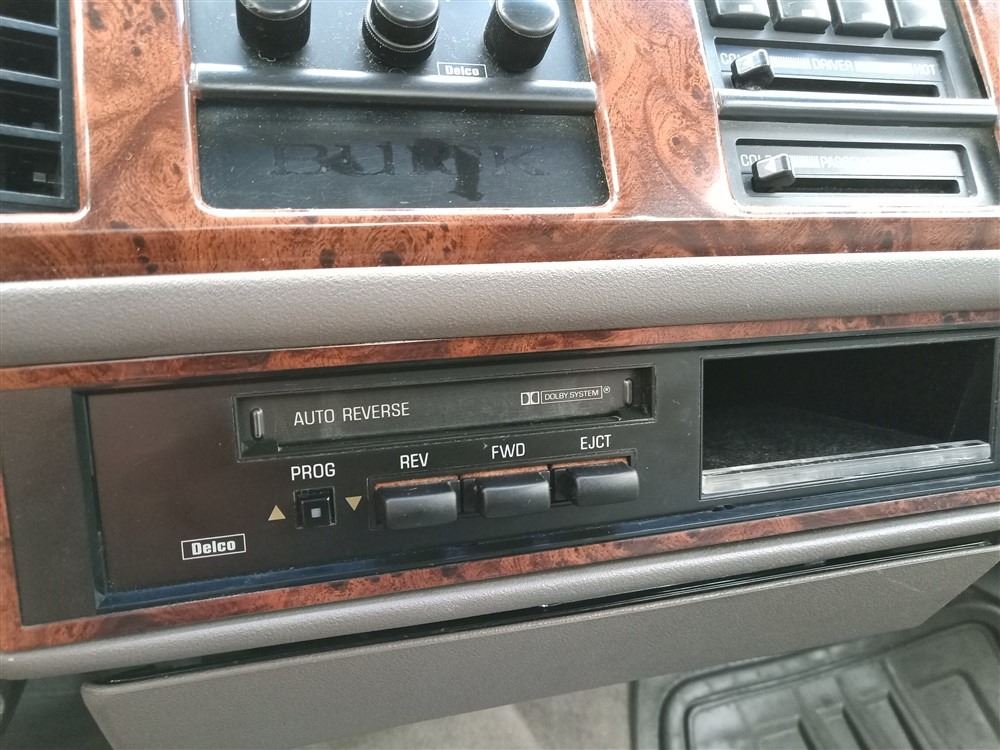 Delco
BUICK
COLD DRIVER HOT
COLD
AUTO REVERSE
DOLBY SYSTEM®
PROG
REV
FWD
EJCT
Delco